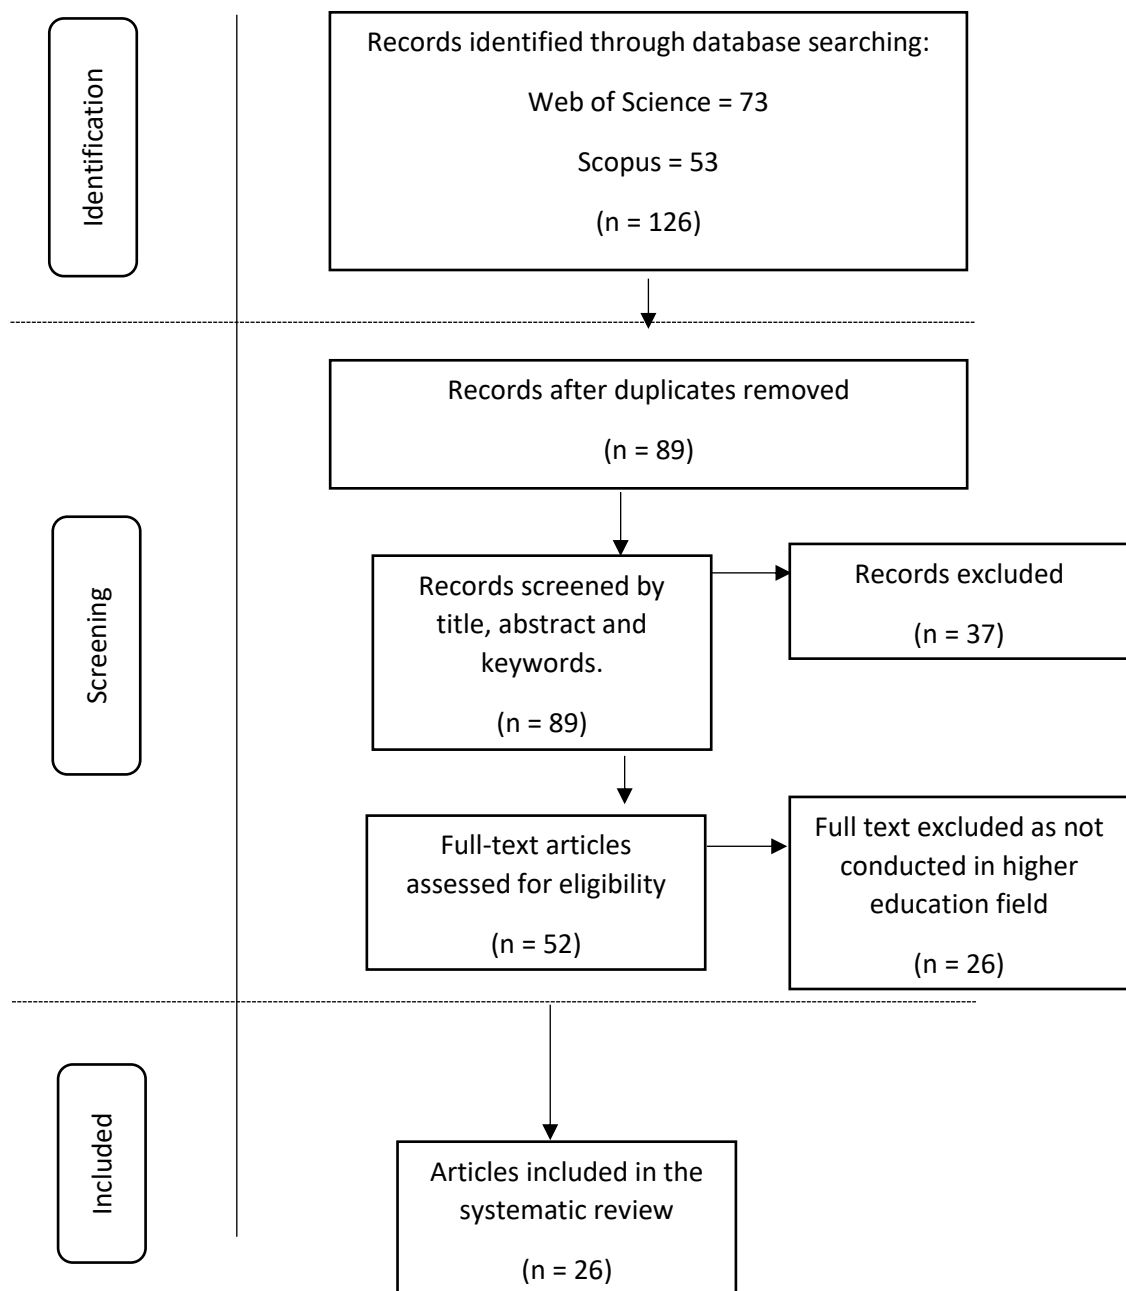 Identification
Records identified through database searching:
Web of Science = 73
Scopus = 53
(n = 126)
Screening
Records after duplicates removed
(n = 89)
Records screened by
title, abstract and
keywords.
(n = 89)
Records excluded
(n = 37)
Full-text articles
assessed for eligibility
(n = 52)
Full text excluded as not
conducted in higher
education field
(n = 26)
Included
Articles included in the
systematic review
(n = 26)